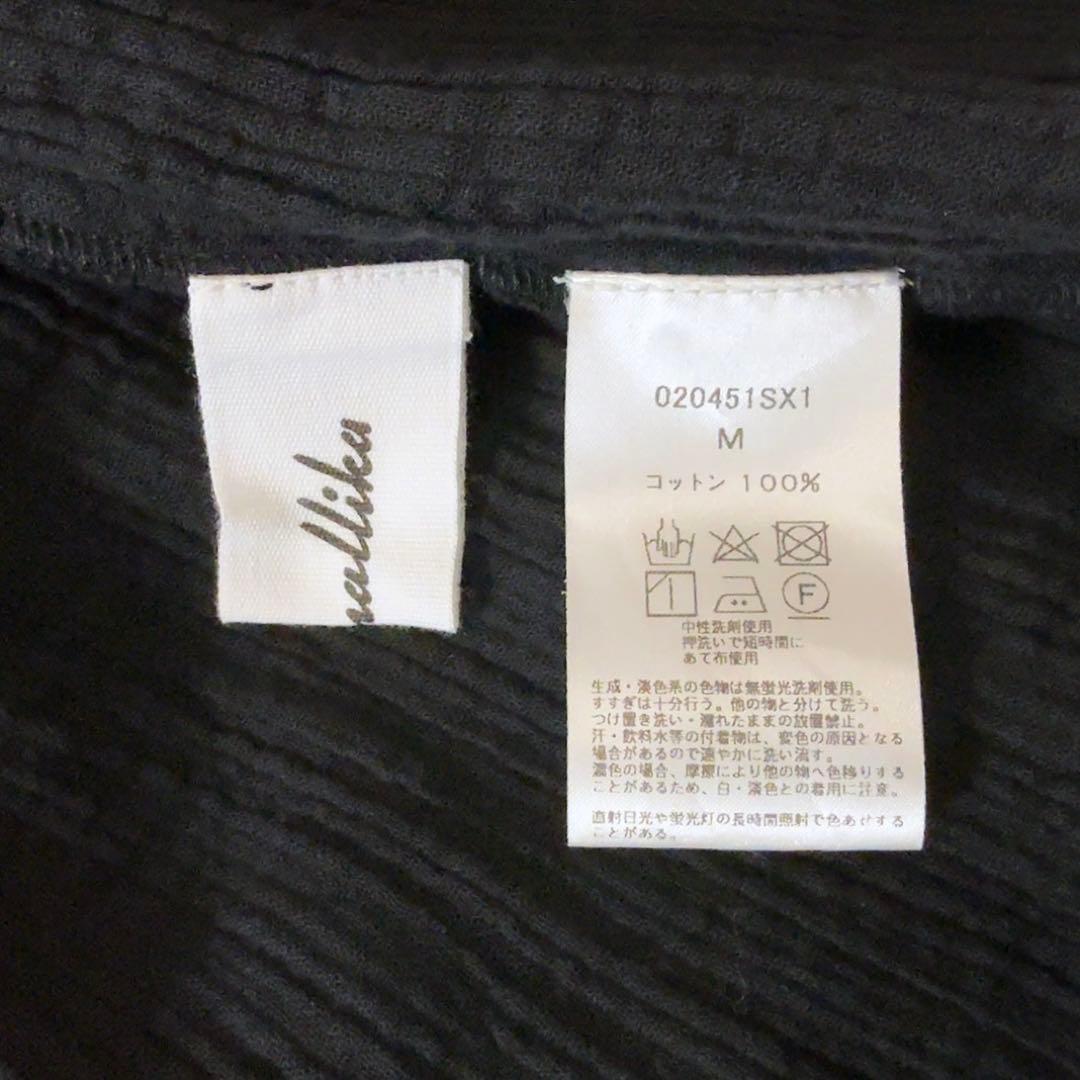 nallika
020451SX1
M
コットン 100%
F
中性洗剤使用
押洗いで短時間に
あて布使用
生成・淡色系の色物は無蛍光洗剤使用。
すすぎは十分行う。他の物と分けて洗う。
つけ置き洗い・濡れたままの放置禁止。
汗・飲料水等の付着物は、変色の原因となる
場合があるので速やかに洗い流す。
濃色の場合、摩擦により他の物へ色移りする
ことがあるため、白・淡色との着用に注意。
直射日光や蛍光灯の長時間照射で色あせする
ことがある。